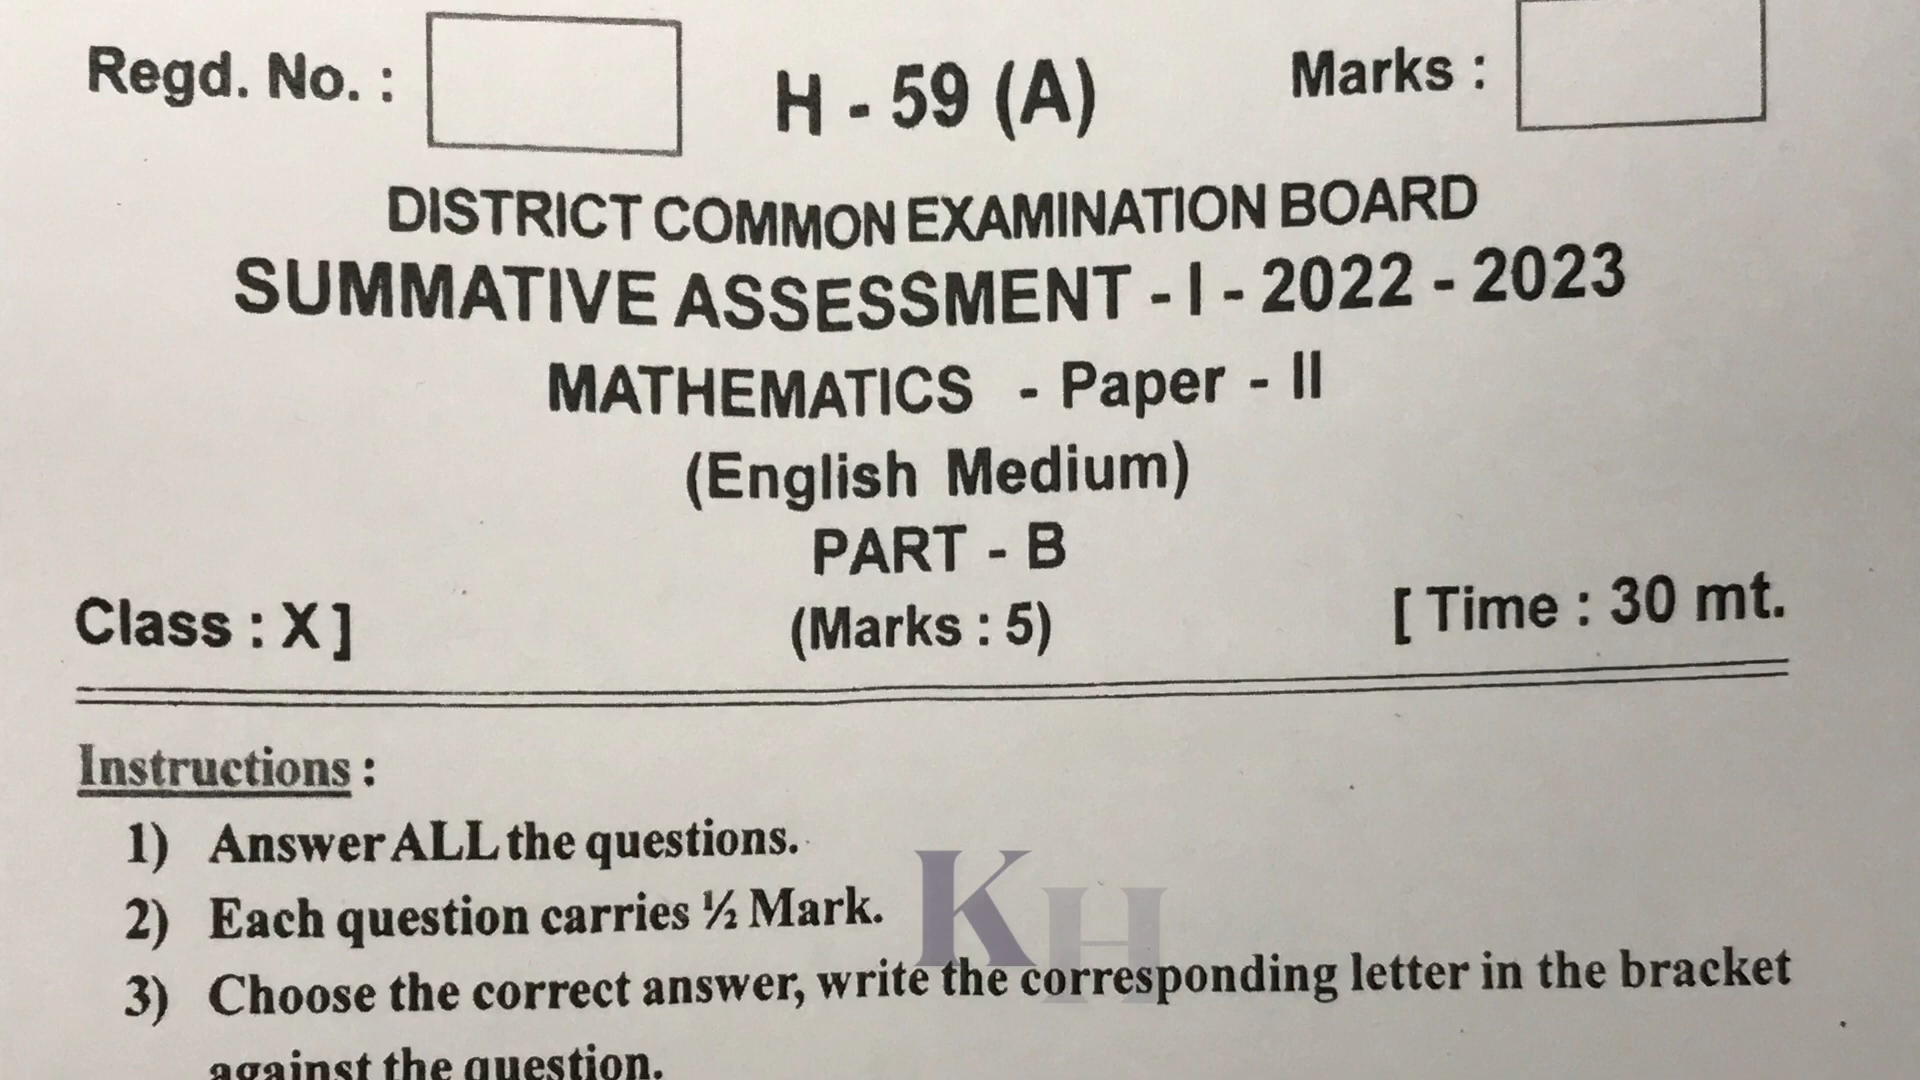 Regd. No. :
H - 59 (A)
Marks :
DISTRICT COMMON EXAMINATION BOARD
SUMMATIVE ASSESSMENT - I - 2022 - 2023
MATHEMATICS - Paper - II
(English Medium)
PART - B
Class : X ]
(Marks : 5)
[ Time : 30 mt.
Instructions :
1) Answer ALL the questions.
2) Each question carries ½ Mark.
KH
3) Choose the correct answer, write the corresponding letter in the bracket
against the question.